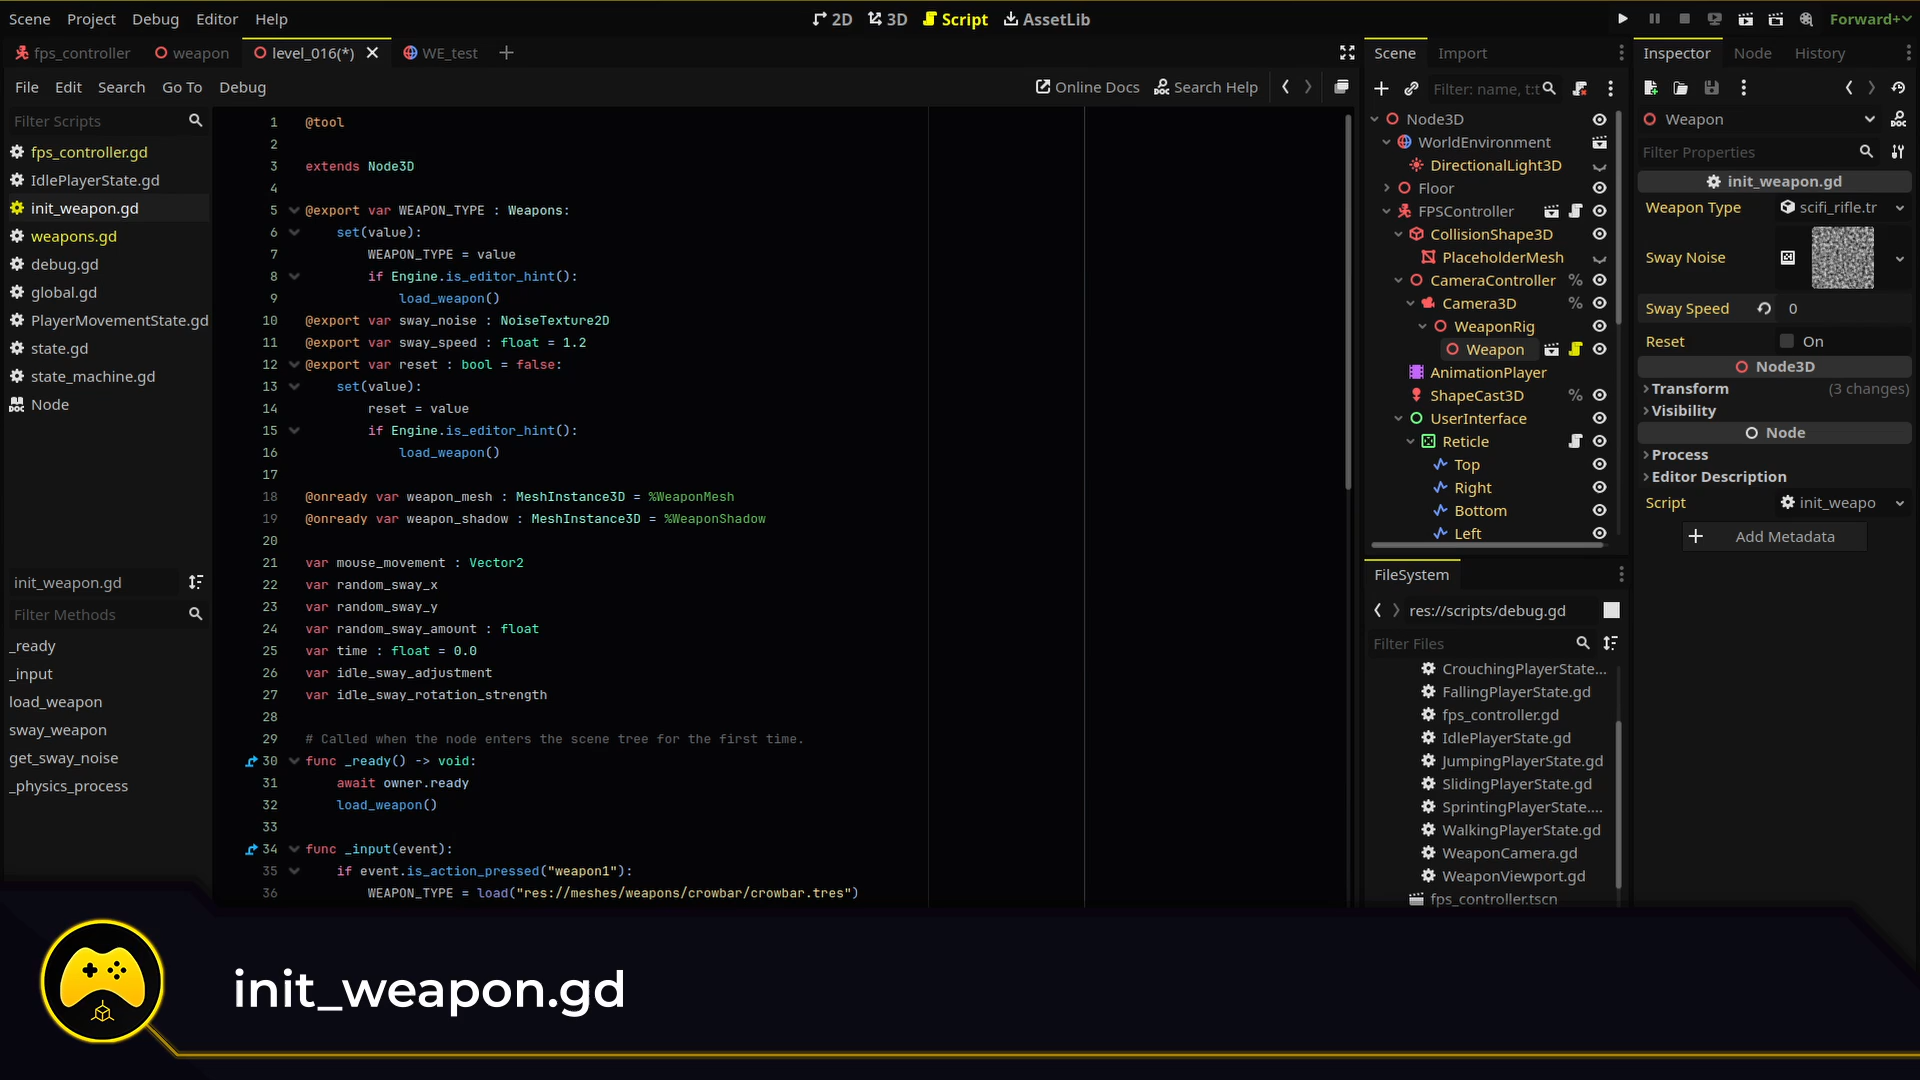 Scene Project Debug Editor Help
2D 3D Script AssetLib
Forward+
fps_controller weapon level_016(*) WE_test
File Edit Search Go To Debug
Online Docs Search Help
Filter Scripts
fps_controller.gd
IdlePlayerState.gd
init_weapon.gd
weapons.gd
debug.gd
global.gd
PlayerMovementState.gd
state.gd
state_machine.gd
Node
init_weapon.gd
Filter Methods
_ready
_input
load_weapon
sway_weapon
get_sway_noise
_physics_process
1 @tool
2
3 extends Node3D
4
5 @export var WEAPON_TYPE : Weapons:
6 set(value):
7 WEAPON_TYPE = value
8 if Engine.is_editor_hint():
9 load_weapon()
10 @export var sway_noise : NoiseTexture2D
11 @export var sway_speed : float = 1.2
12 @export var reset : bool = false:
13 set(value):
14 reset = value
15 if Engine.is_editor_hint():
16 load_weapon()
17
18 @onready var weapon_mesh : MeshInstance3D = %WeaponMesh
19 @onready var weapon_shadow : MeshInstance3D = %WeaponShadow
20
21 var mouse_movement : Vector2
22 var random_sway_x
23 var random_sway_y
24 var random_sway_amount : float
25 var time : float = 0.0
26 var idle_sway_adjustment
27 var idle_sway_rotation_strength
28
29 # Called when the node enters the scene tree for the first time.
30 func _ready() -> void:
31 await owner.ready
32 load_weapon()
33
34 func _input(event):
35 if event.is_action_pressed("weapon1"):
36 WEAPON_TYPE = load("res://meshes/weapons/crowbar/crowbar.tres")
Scene Import
Filter: name, t:t
Node3D
WorldEnvironment
DirectionalLight3D
Floor
FPSController
CollisionShape3D
PlaceholderMesh
CameraController %
Camera3D %
WeaponRig
Weapon
AnimationPlayer
ShapeCast3D %
UserInterface
Reticle
Top
Right
Bottom
Left
FileSystem
res://scripts/debug.gd
Filter Files
CrouchingPlayerState...
FallingPlayerState.gd
fps_controller.gd
IdlePlayerState.gd
JumpingPlayerState.gd
SlidingPlayerState.gd
SprintingPlayerState....
WalkingPlayerState.gd
WeaponCamera.gd
WeaponViewport.gd
fps_controller.tscn
Inspector Node History
Weapon
Filter Properties
init_weapon.gd
Weapon Type scifi_rifle.tr
Sway Noise
Sway Speed 0
Reset On
Node3D
Transform (3 changes)
Visibility
Node
Process
Editor Description
Script init_weapo
Add Metadata
init_weapon.gd